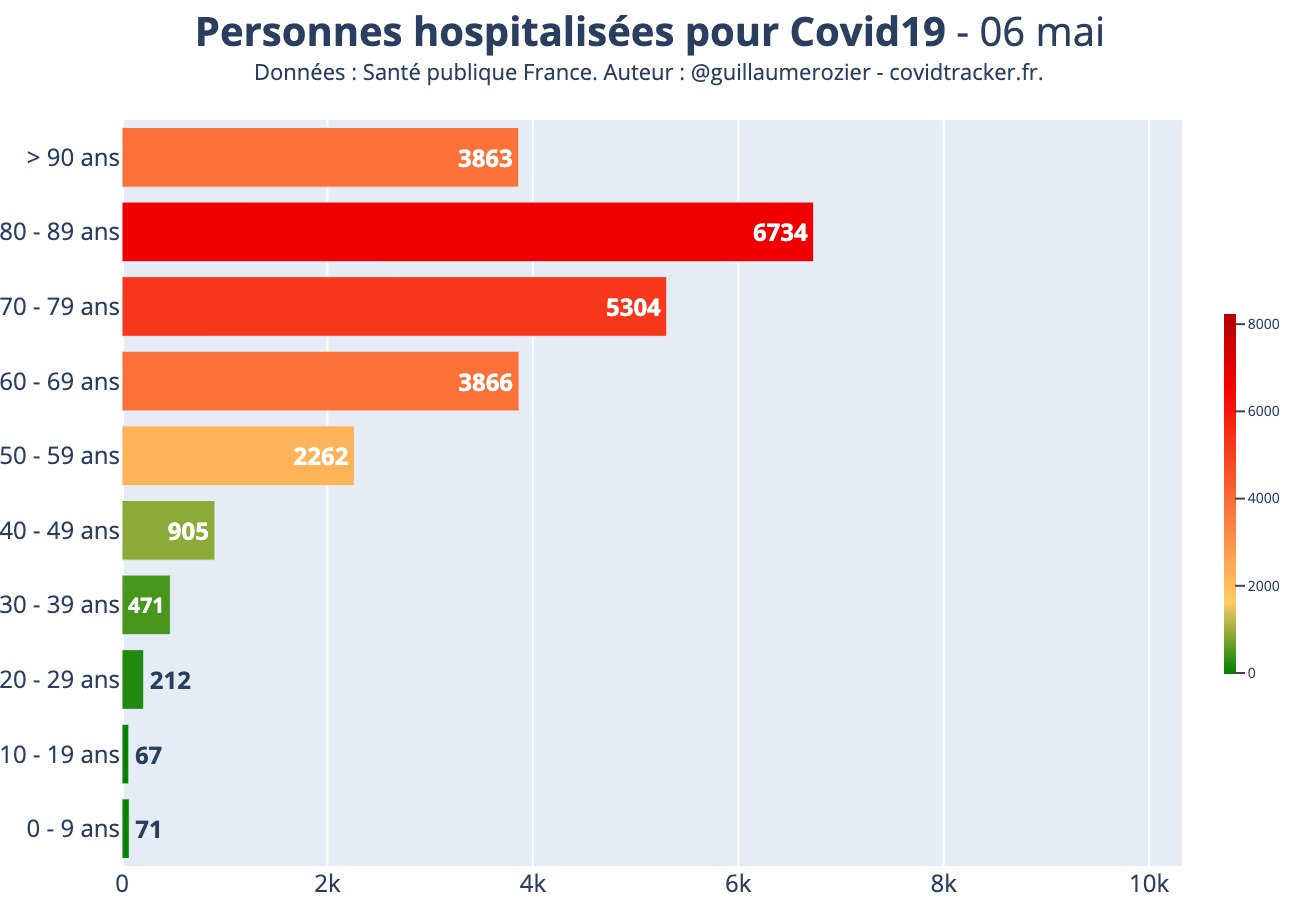 Personnes hospitalisées pour Covid19 - 06 mai
Données : Santé publique France. Auteur : @guillaumerozier - covidtracker.fr.
> 90 ans 3863
80 - 89 ans 6734
70 - 79 ans 5304
60 - 69 ans 3866
50 - 59 ans 2262
40 - 49 ans 905
30 - 39 ans 471
20 - 29 ans 212
10 - 19 ans 67
0 - 9 ans 71
0 2k 4k 6k 8k 10k
8000
6000
4000
2000
0